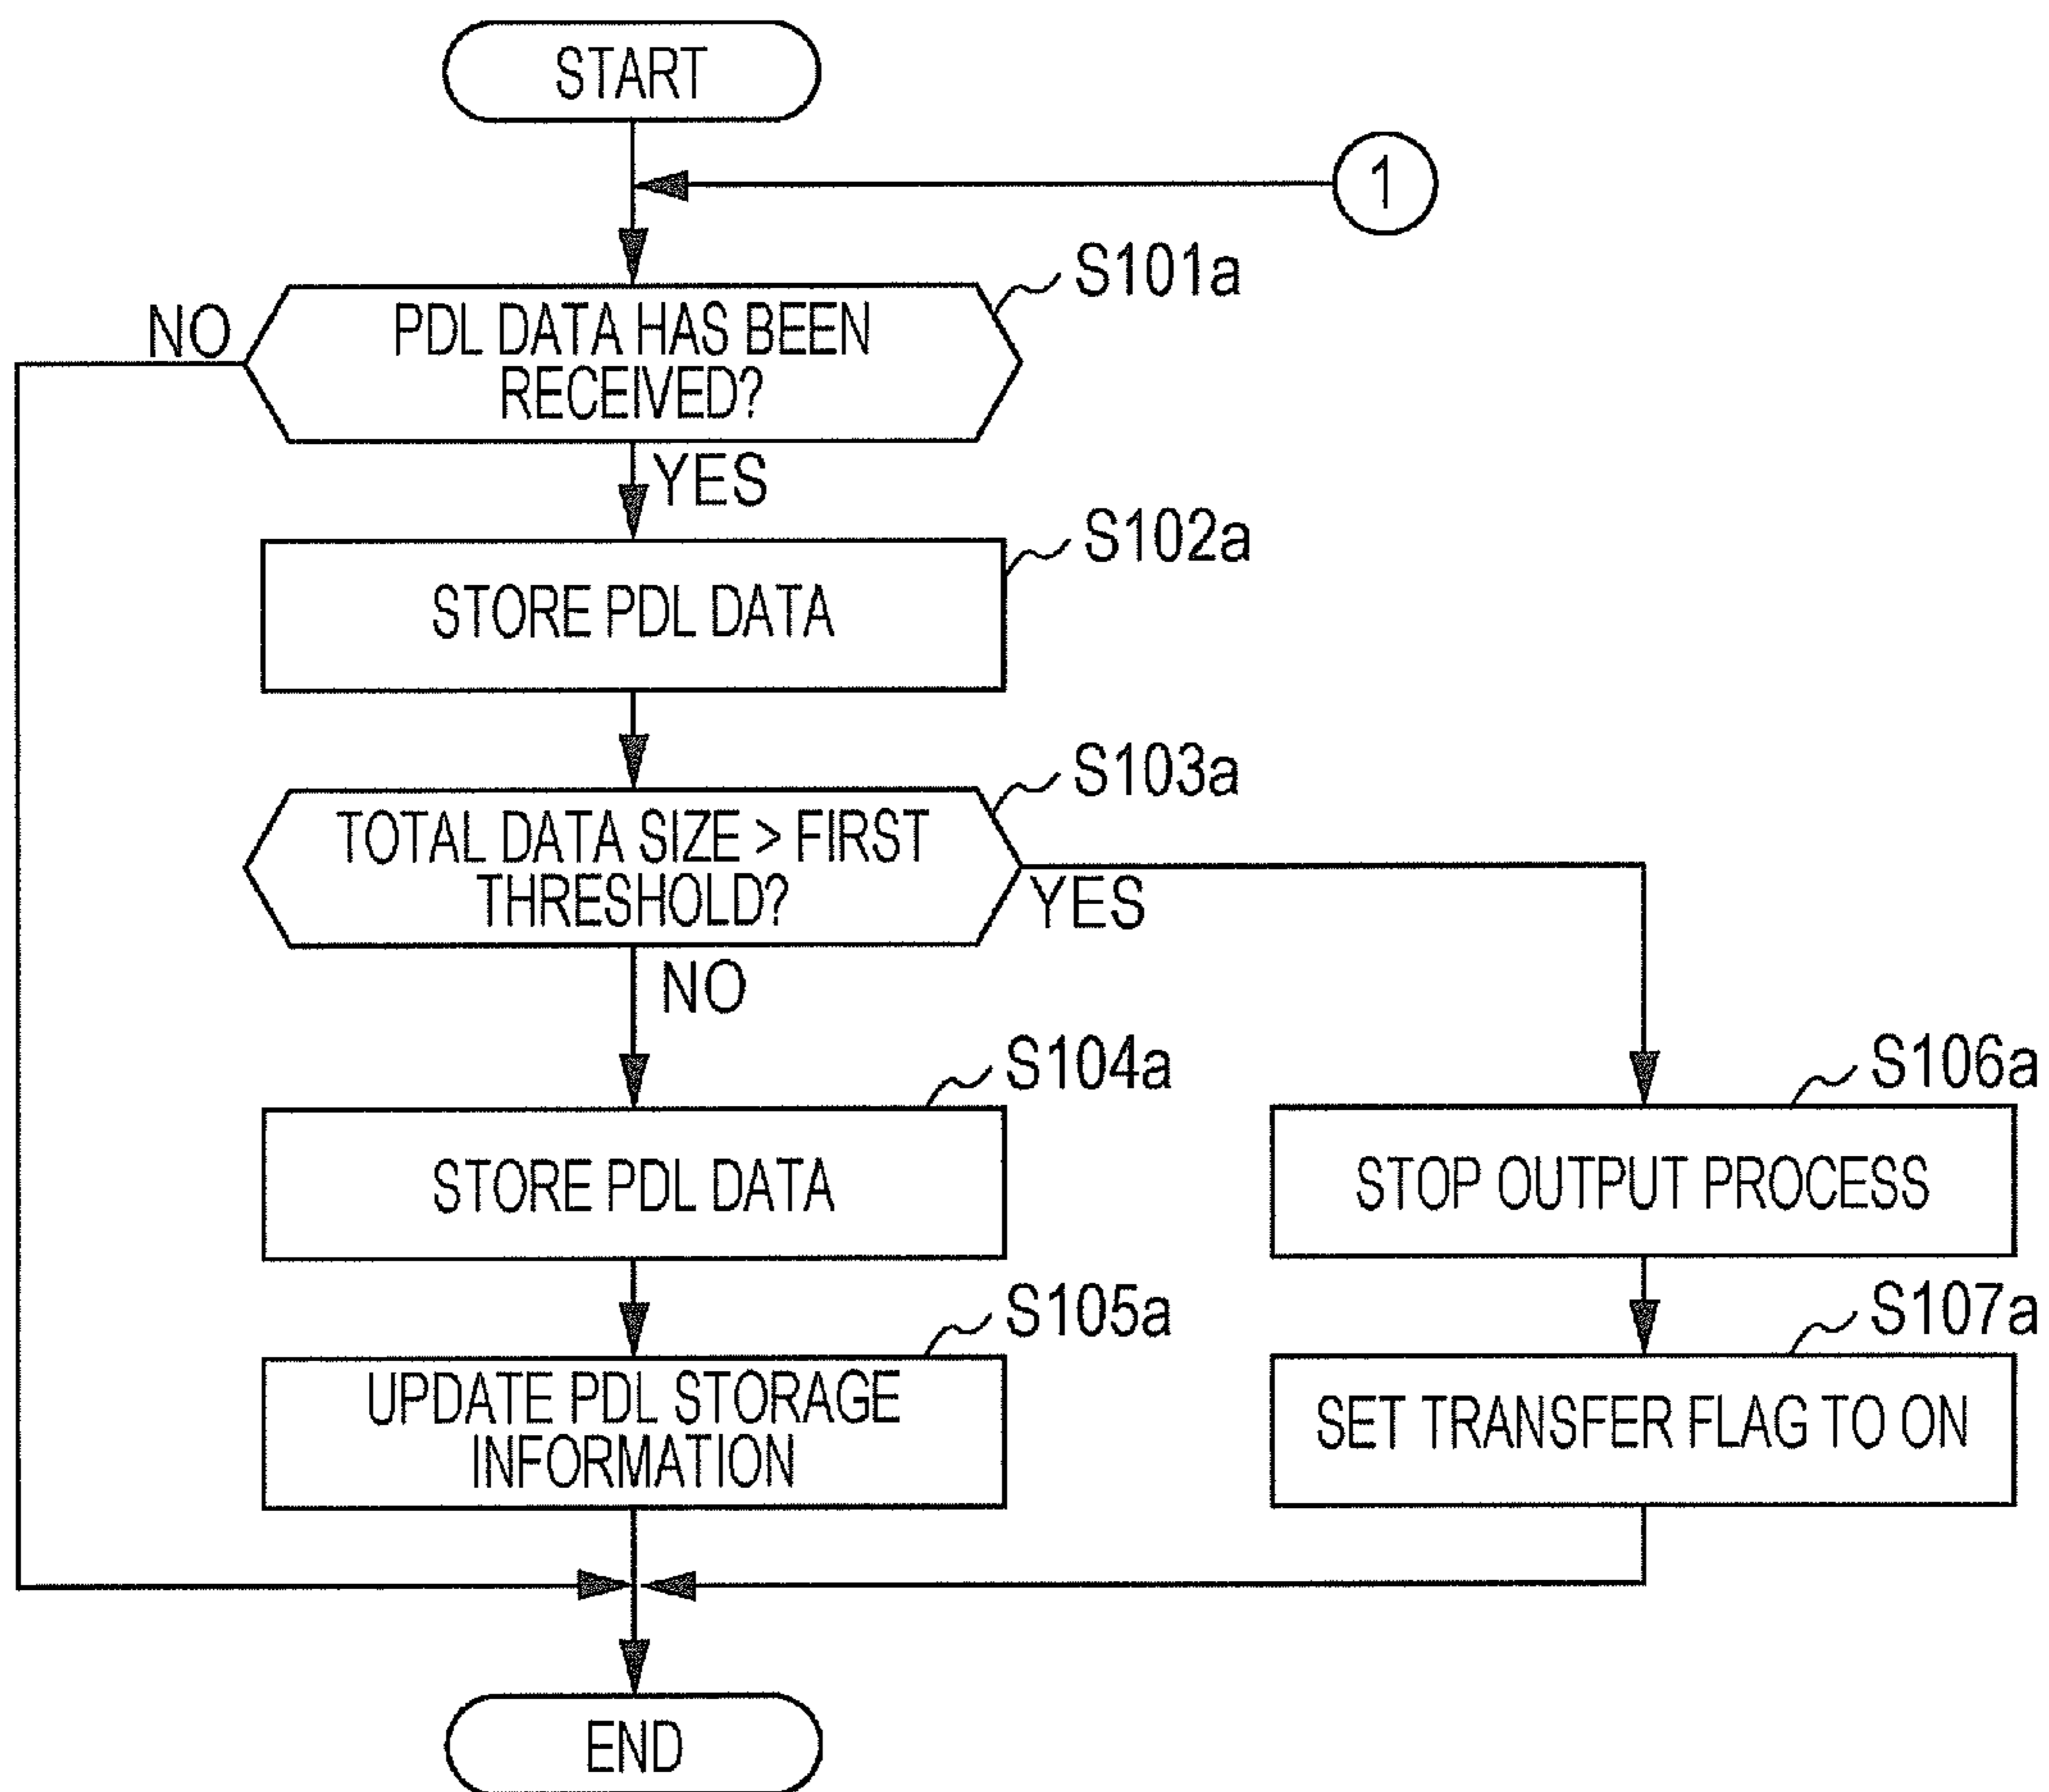 START
1
S101a
NO
PDL DATA HAS BEEN
RECEIVED?
YES
S102a
STORE PDL DATA
S103a
TOTAL DATA SIZE > FIRST
THRESHOLD?
YES
NO
S104a
STORE PDL DATA
S106a
STOP OUTPUT PROCESS
S105a
UPDATE PDL STORAGE
INFORMATION
S107a
SET TRANSFER FLAG TO ON
END